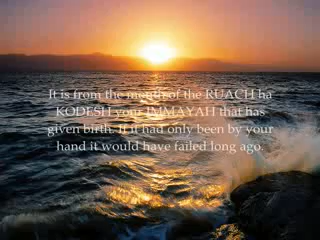 It is from the mouth of the RUACH ha
KODESH your IMMAYAH that has
given birth. If it had only been by your
hand it would have failed long ago.